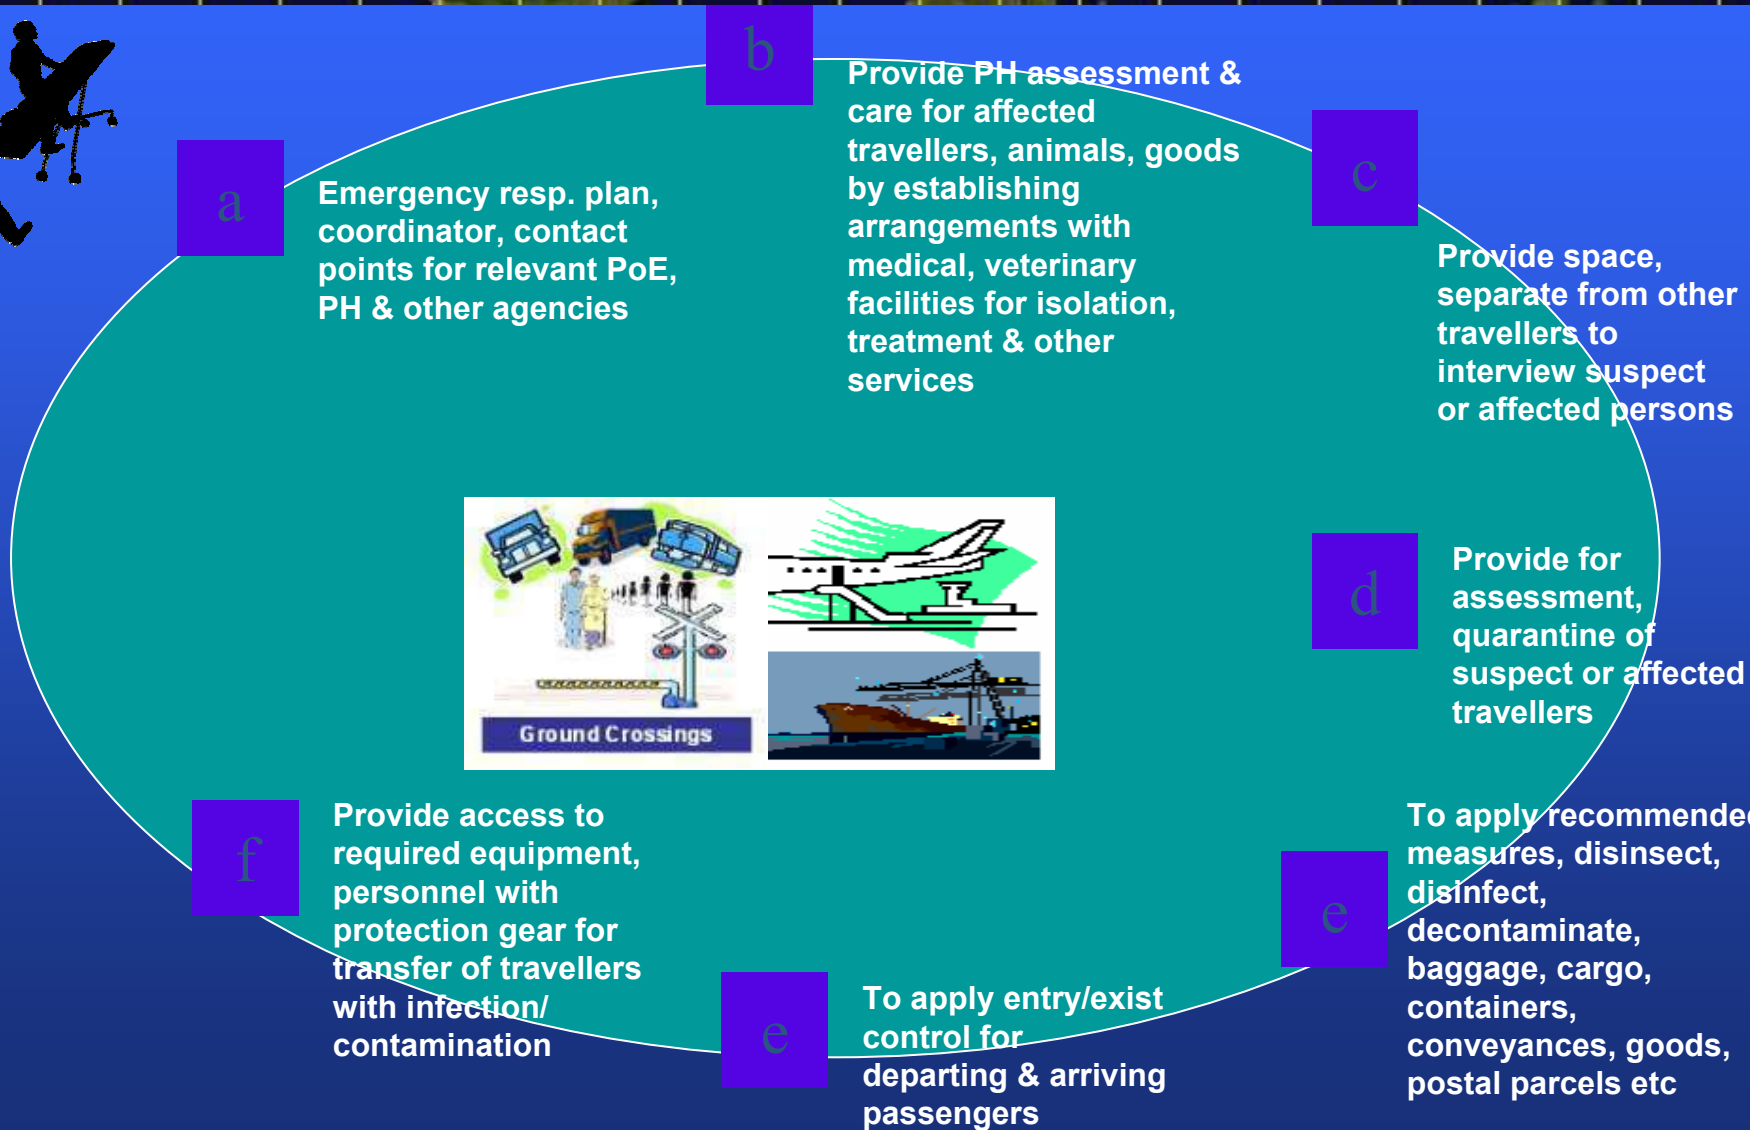 a
Emergency resp. plan,
coordinator, contact
points for relevant PoE,
PH & other agencies
b
Provide PH assessment &
care for affected
travellers, animals, goods
by establishing
arrangements with
medical, veterinary
facilities for isolation,
treatment & other
services
c
Provide space,
separate from other
travellers to
interview suspect
or affected persons
d
Provide for
assessment,
quarantine of
suspect or affected
travellers
e
To apply recommended
measures, disinsect,
disinfect,
decontaminate,
baggage, cargo,
containers,
conveyances, goods,
postal parcels etc
e
To apply entry/exist
control for
departing & arriving
passengers
f
Provide access to
required equipment,
personnel with
protection gear for
transfer of travellers
with infection/
contamination
Ground Crossings